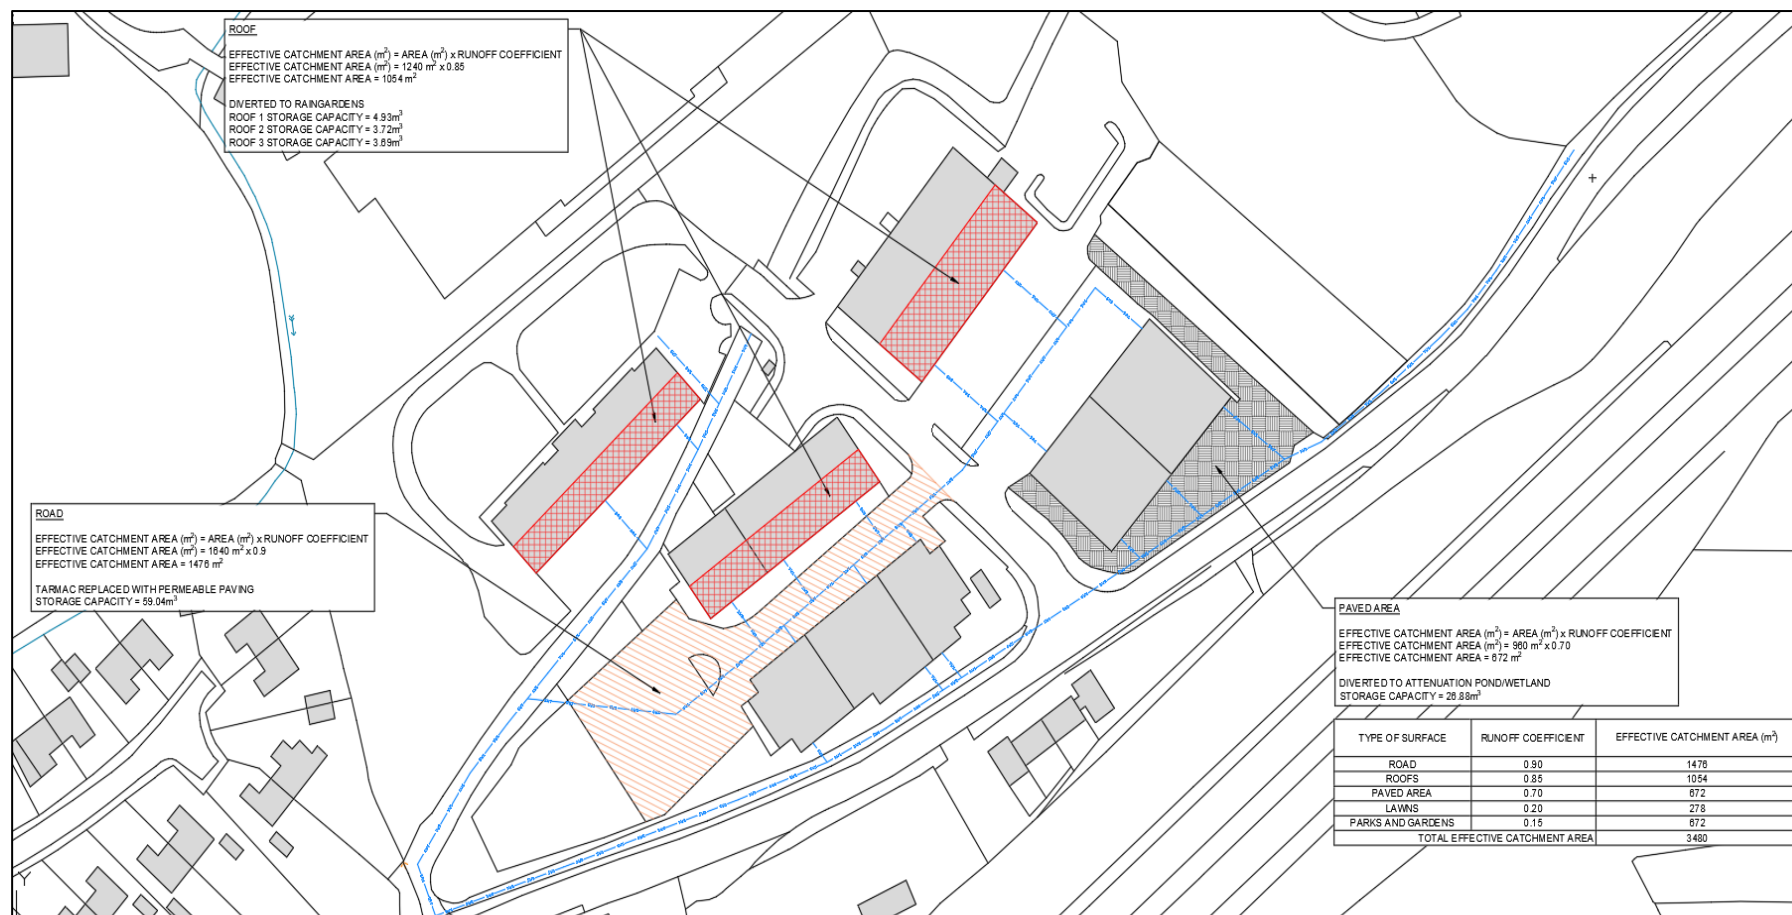 ROOF
EFFECTIVE CATCHMENT AREA (m²) = AREA (m²) x RUNOFF COEFFICIENT
EFFECTIVE CATCHMENT AREA (m²) = 1240 m² x 0.85
EFFECTIVE CATCHMENT AREA = 1054 m²
DIVERTED TO RAINGARDENS
ROOF 1 STORAGE CAPACITY = 4.93m³
ROOF 2 STORAGE CAPACITY = 3.72m³
ROOF 3 STORAGE CAPACITY = 3.69m³
ROAD
EFFECTIVE CATCHMENT AREA (m²) = AREA (m²) x RUNOFF COEFFICIENT
EFFECTIVE CATCHMENT AREA (m²) = 1640 m² x 0.9
EFFECTIVE CATCHMENT AREA = 1476 m²
TARMAC REPLACED WITH PERMEABLE PAVING
STORAGE CAPACITY = 59.04m³
PAVED AREA
EFFECTIVE CATCHMENT AREA (m²) = AREA (m²) x RUNOFF COEFFICIENT
EFFECTIVE CATCHMENT AREA (m²) = 960 m² x 0.70
EFFECTIVE CATCHMENT AREA = 672 m²
DIVERTED TO ATTENUATION POND/WETLAND
STORAGE CAPACITY = 26.88m³
TYPE OF SURFACE RUNOFF COEFFICIENT EFFECTIVE CATCHMENT AREA (m²)
ROAD 0.90 1476
ROOFS 0.85 1054
PAVED AREA 0.70 672
LAWNS 0.20 278
PARKS AND GARDENS 0.15 672
TOTAL EFFECTIVE CATCHMENT AREA 3480
Y